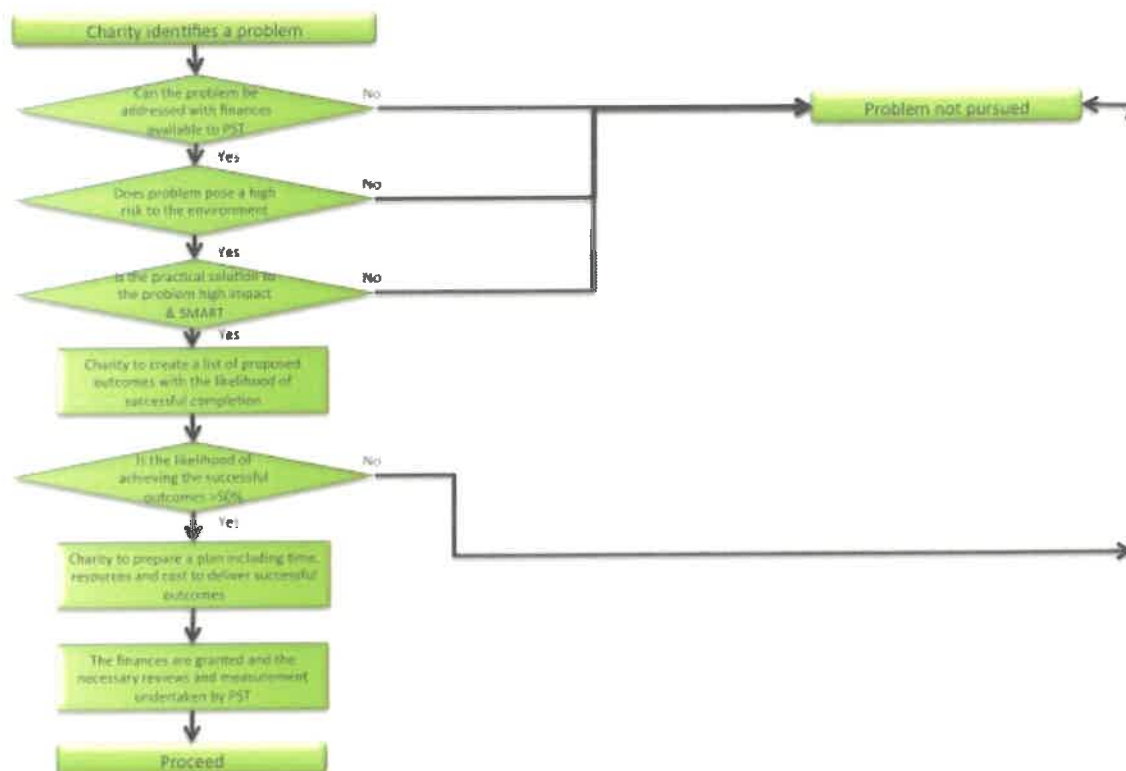 Charity identifies a problem
Can the problem be
addressed with finances
available to PST
No
Problem not pursued
Yes
Does problem pose a high
risk to the environment
No
Yes
Is the practical solution to
the problem high impact
& SMART
No
Yes
Charity to create a list of proposed
outcomes with the likelihood of
successful completion
Is the likelihood of
achieving the successful
outcomes >50%
No
Yes
Charity to prepare a plan including time,
resources and cost to deliver successful
outcomes
The finances are granted and the
necessary reviews and measurement
undertaken by PST
Proceed